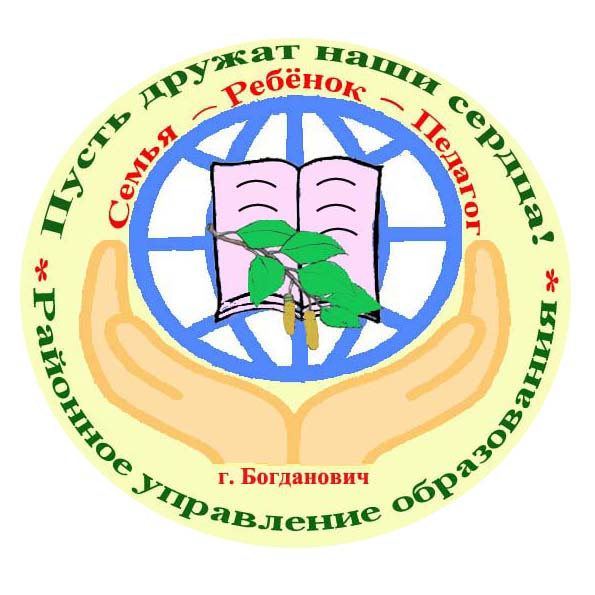 Пусть дружат наши сердца!
Семья – Ребёнок – Педагог
г. Богданович
* Районное управление образования *